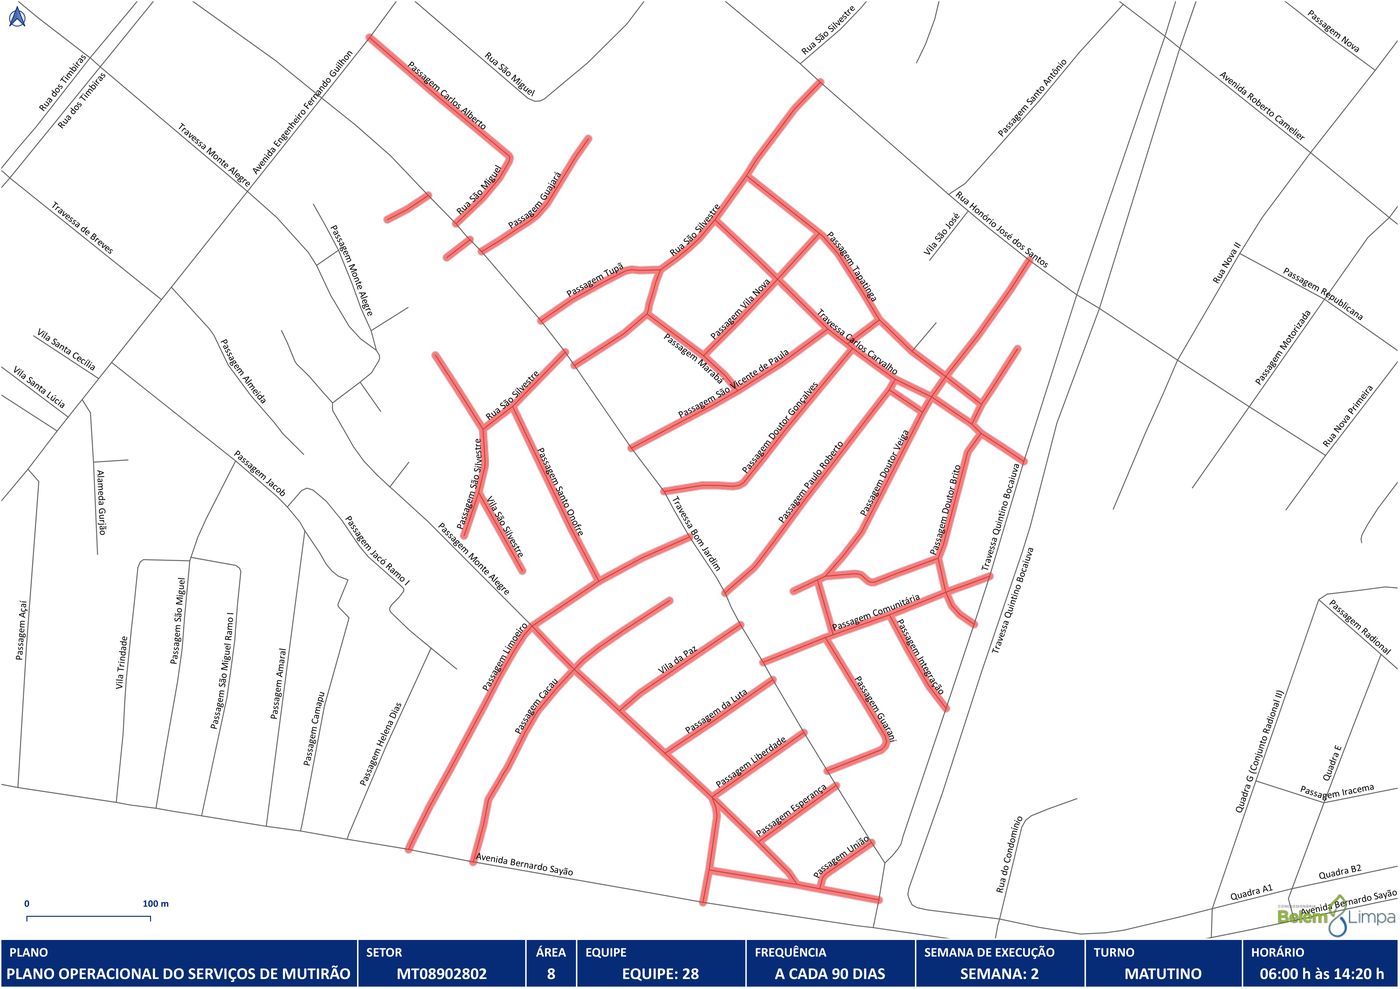 Rua São Silvestre
Passagem Nova
Rua dos Timbiras
Rua dos Timbiras
Rua São Miguel
Passagem Carlos Alberto
Avenida Engenheiro Fernando Guilhon
Travessa Monte Alegre
Passagem Santo Antônio
Avenida Roberto Camelier
Rua São Miguel
Passagem Guajará
Travessa de Breves
Passagem Monte Alegre
Rua São Silvestre
Vila São José
Rua Honório José dos Santos
Rua Nova II
Passagem Tupã
Passagem Tapatinga
Passagem Vila Nova
Passagem Republicana
Passagem Motorizada
Vila Santa Cecília
Vila Santa Lúcia
Passagem Almeida
Travessa Carlos Carvalho
Passagem Marabá
Passagem São Vicente de Paula
Rua São Silvestre
Passagem Doutor Gonçalves
Rua Nova Primeira
Passagem Jacob
Alameda Gurjão
Passagem São Silvestre
Vila São Silvestre
Passagem Santo Onofre
Passagem Paulo Roberto
Passagem Doutor Veiga
Passagem Doutor Brito
Travessa Quintino Bocaiuva
Travessa Quintino Bocaiuva
Travessa Bom Jardim
Passagem Jacó Ramo I
Passagem Monte Alegre
Passagem Açaí
Vila Trindade
Passagem São Miguel
Passagem São Miguel Ramo I
Passagem Amaral
Passagem Camapu
Passagem Helena Dias
Passagem Limoeiro
Passagem Cacau
Vila da Paz
Passagem da Luta
Passagem Liberdade
Passagem Esperança
Passagem União
Passagem Comunitária
Passagem Integração
Passagem Guarani
Passagem Radional
Quadra G (Conjunto Radional II)
Quadra E
Passagem Iracema
Rua do Condomínio
Avenida Bernardo Sayão
Quadra A1
Quadra B2
Avenida Bernardo Sayão
Belém Limpa
0 100 m
PLANO
PLANO OPERACIONAL DO SERVIÇOS DE MUTIRÃO
SETOR
MT08902802
ÁREA
8
EQUIPE
EQUIPE: 28
FREQUÊNCIA
A CADA 90 DIAS
SEMANA DE EXECUÇÃO
SEMANA: 2
TURNO
MATUTINO
HORÁRIO
06:00 h às 14:20 h